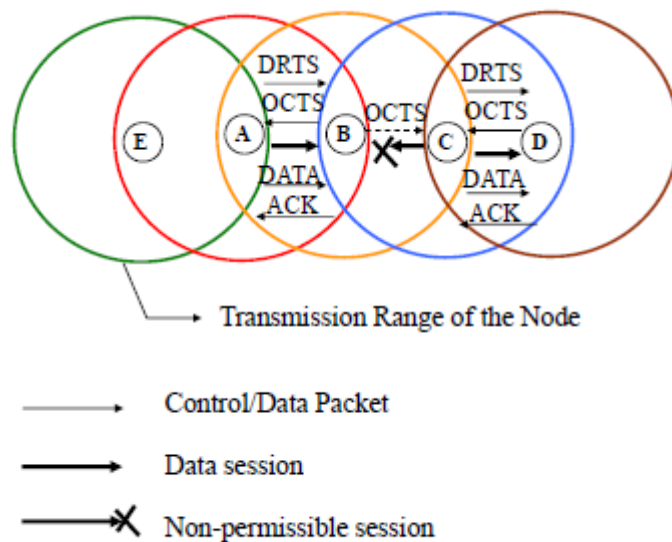 DRTS
DRTS
OCTS
OCTS
OCTS
E
A
B
C
D
DATA
DATA
ACK
ACK
Transmission Range of the Node
Control/Data Packet
Data session
Non-permissible session